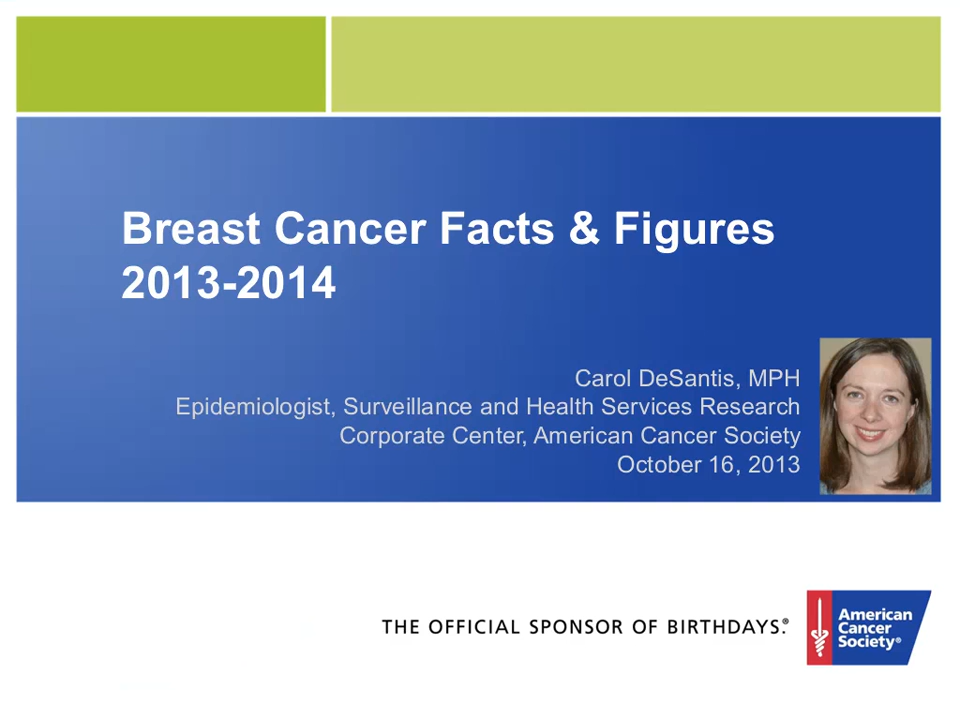 Breast Cancer Facts & Figures
2013-2014
Carol DeSantis, MPH
Epidemiologist, Surveillance and Health Services Research
Corporate Center, American Cancer Society
October 16, 2013
THE OFFICIAL SPONSOR OF BIRTHDAYS.®
American
Cancer
Society®